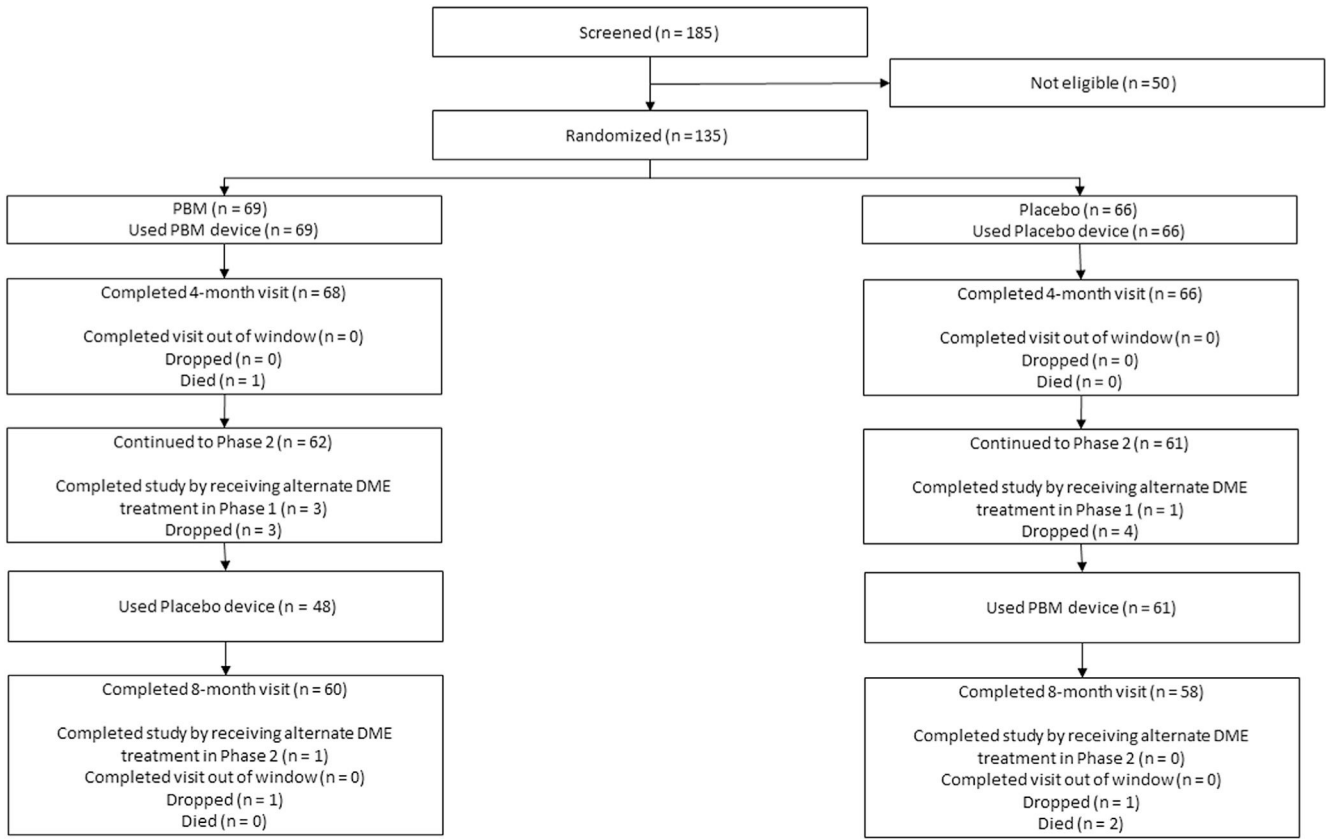 Screened (n = 185)
Not eligible (n = 50)
Randomized (n = 135)
PBM (n = 69)
Used PBM device (n = 69)
Placebo (n = 66)
Used Placebo device (n = 66)
Completed 4-month visit (n = 68)
Completed visit out of window (n = 0)
Dropped (n = 0)
Died (n = 1)
Completed 4-month visit (n = 66)
Completed visit out of window (n = 0)
Dropped (n = 0)
Died (n = 0)
Continued to Phase 2 (n = 62)
Completed study by receiving alternate DME
treatment in Phase 1 (n = 3)
Dropped (n = 3)
Continued to Phase 2 (n = 61)
Completed study by receiving alternate DME
treatment in Phase 1 (n = 1)
Dropped (n = 4)
Used Placebo device (n = 48)
Used PBM device (n = 61)
Completed 8-month visit (n = 60)
Completed study by receiving alternate DME
treatment in Phase 2 (n = 1)
Completed visit out of window (n = 0)
Dropped (n = 1)
Died (n = 0)
Completed 8-month visit (n = 58)
Completed study by receiving alternate DME
treatment in Phase 2 (n = 0)
Completed visit out of window (n = 0)
Dropped (n = 1)
Died (n = 2)